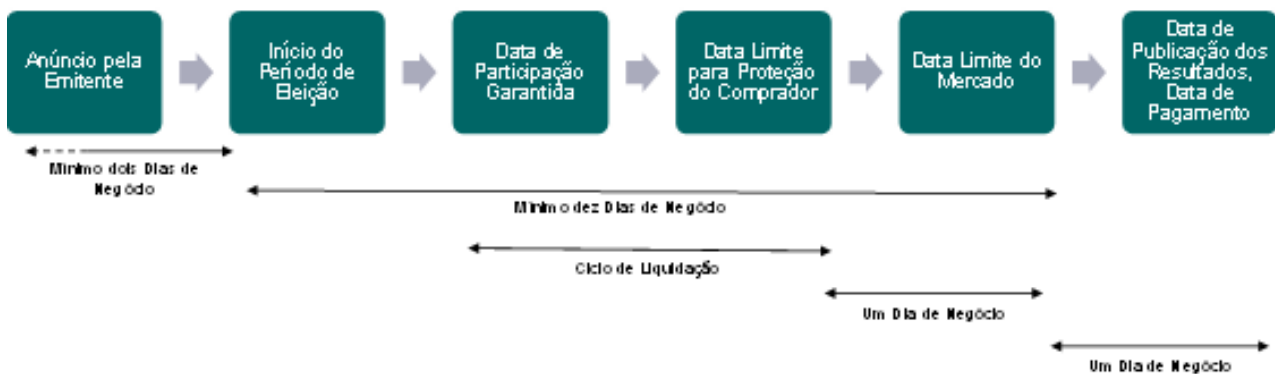 Anúncio pela
Emitente
Início do
Período de
Eleição
Data de
Participação
Garantida
Data Limite
para Proteção
do Comprador
Data Limite do
Mercado
Data de
Publicação dos
Resultados,
Data de
Pagamento
Mínimo dois Dias de
Negócio
Mínimo dez Dias de Negócio
Ciclo de Liquidação
Um Dia de Negócio
Um Dia de Negócio